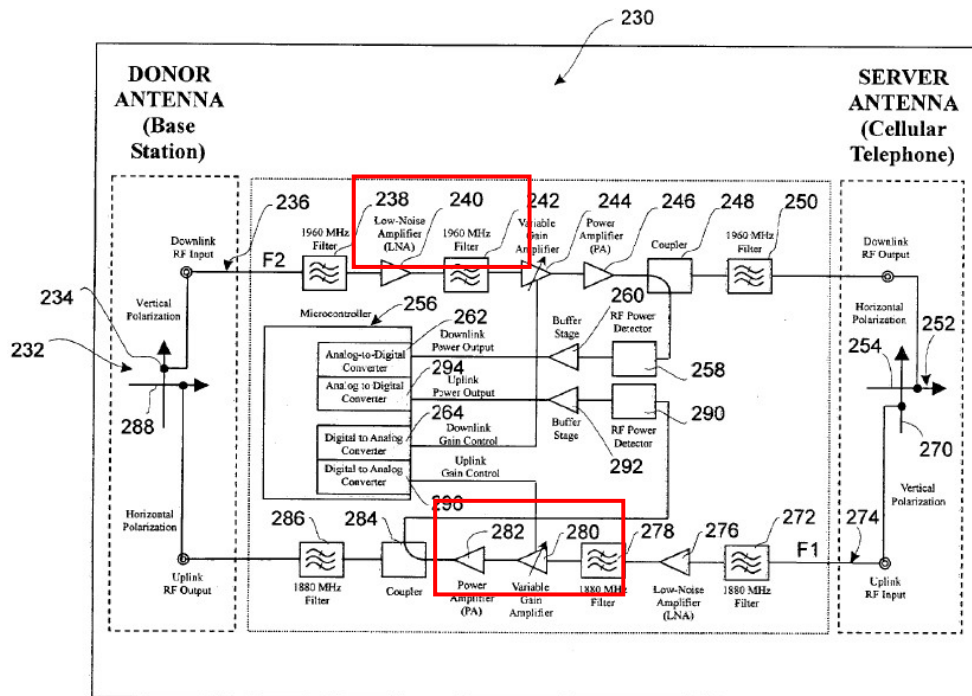 230
DONOR
ANTENNA
(Base
Station)
SERVER
ANTENNA
(Cellular
Telephone)
236
238
240
242
244
246
248
250
Downlink
RF Input
F2
1960 MHz
Filter
Low-Noise
Amplifier
(LNA)
1960 MHz
Filter
Variable
Gain
Amplifier
Power
Amplifier
(PA)
Coupler
1960 MHz
Filter
Downlink
RF Output
234
232
288
Vertical
Polarization
Microcontroller
256
262
Analog-to-Digital
Converter
294
Analog to Digital
Converter
264
Digital to Analog
Converter
Digital to Analog
Converter
296
Downlink
Power Output
Uplink
Power Output
Downlink
Gain Control
Uplink
Gain Control
260
Buffer
Stage
RF Power
Detector
258
290
Buffer
Stage
RF Power
Detector
292
Horizontal
Polarization
254
252
270
Vertical
Polarization
Horizontal
Polarization
286
284
282
280
278
276
272
F1
274
Uplink
RF Output
1880 MHz
Filter
Coupler
Power
Amplifier
(PA)
Variable
Gain
Amplifier
1880 MHz
Filter
Low-Noise
Amplifier
(LNA)
1880 MHz
Filter
Uplink
RF Input